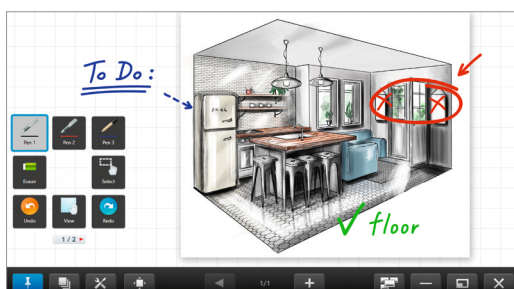 To Do:
floor
Pen 1
Pen 2
Pen 3
Eraser
Select
Undo
View
Redo
1 / 2
1/1